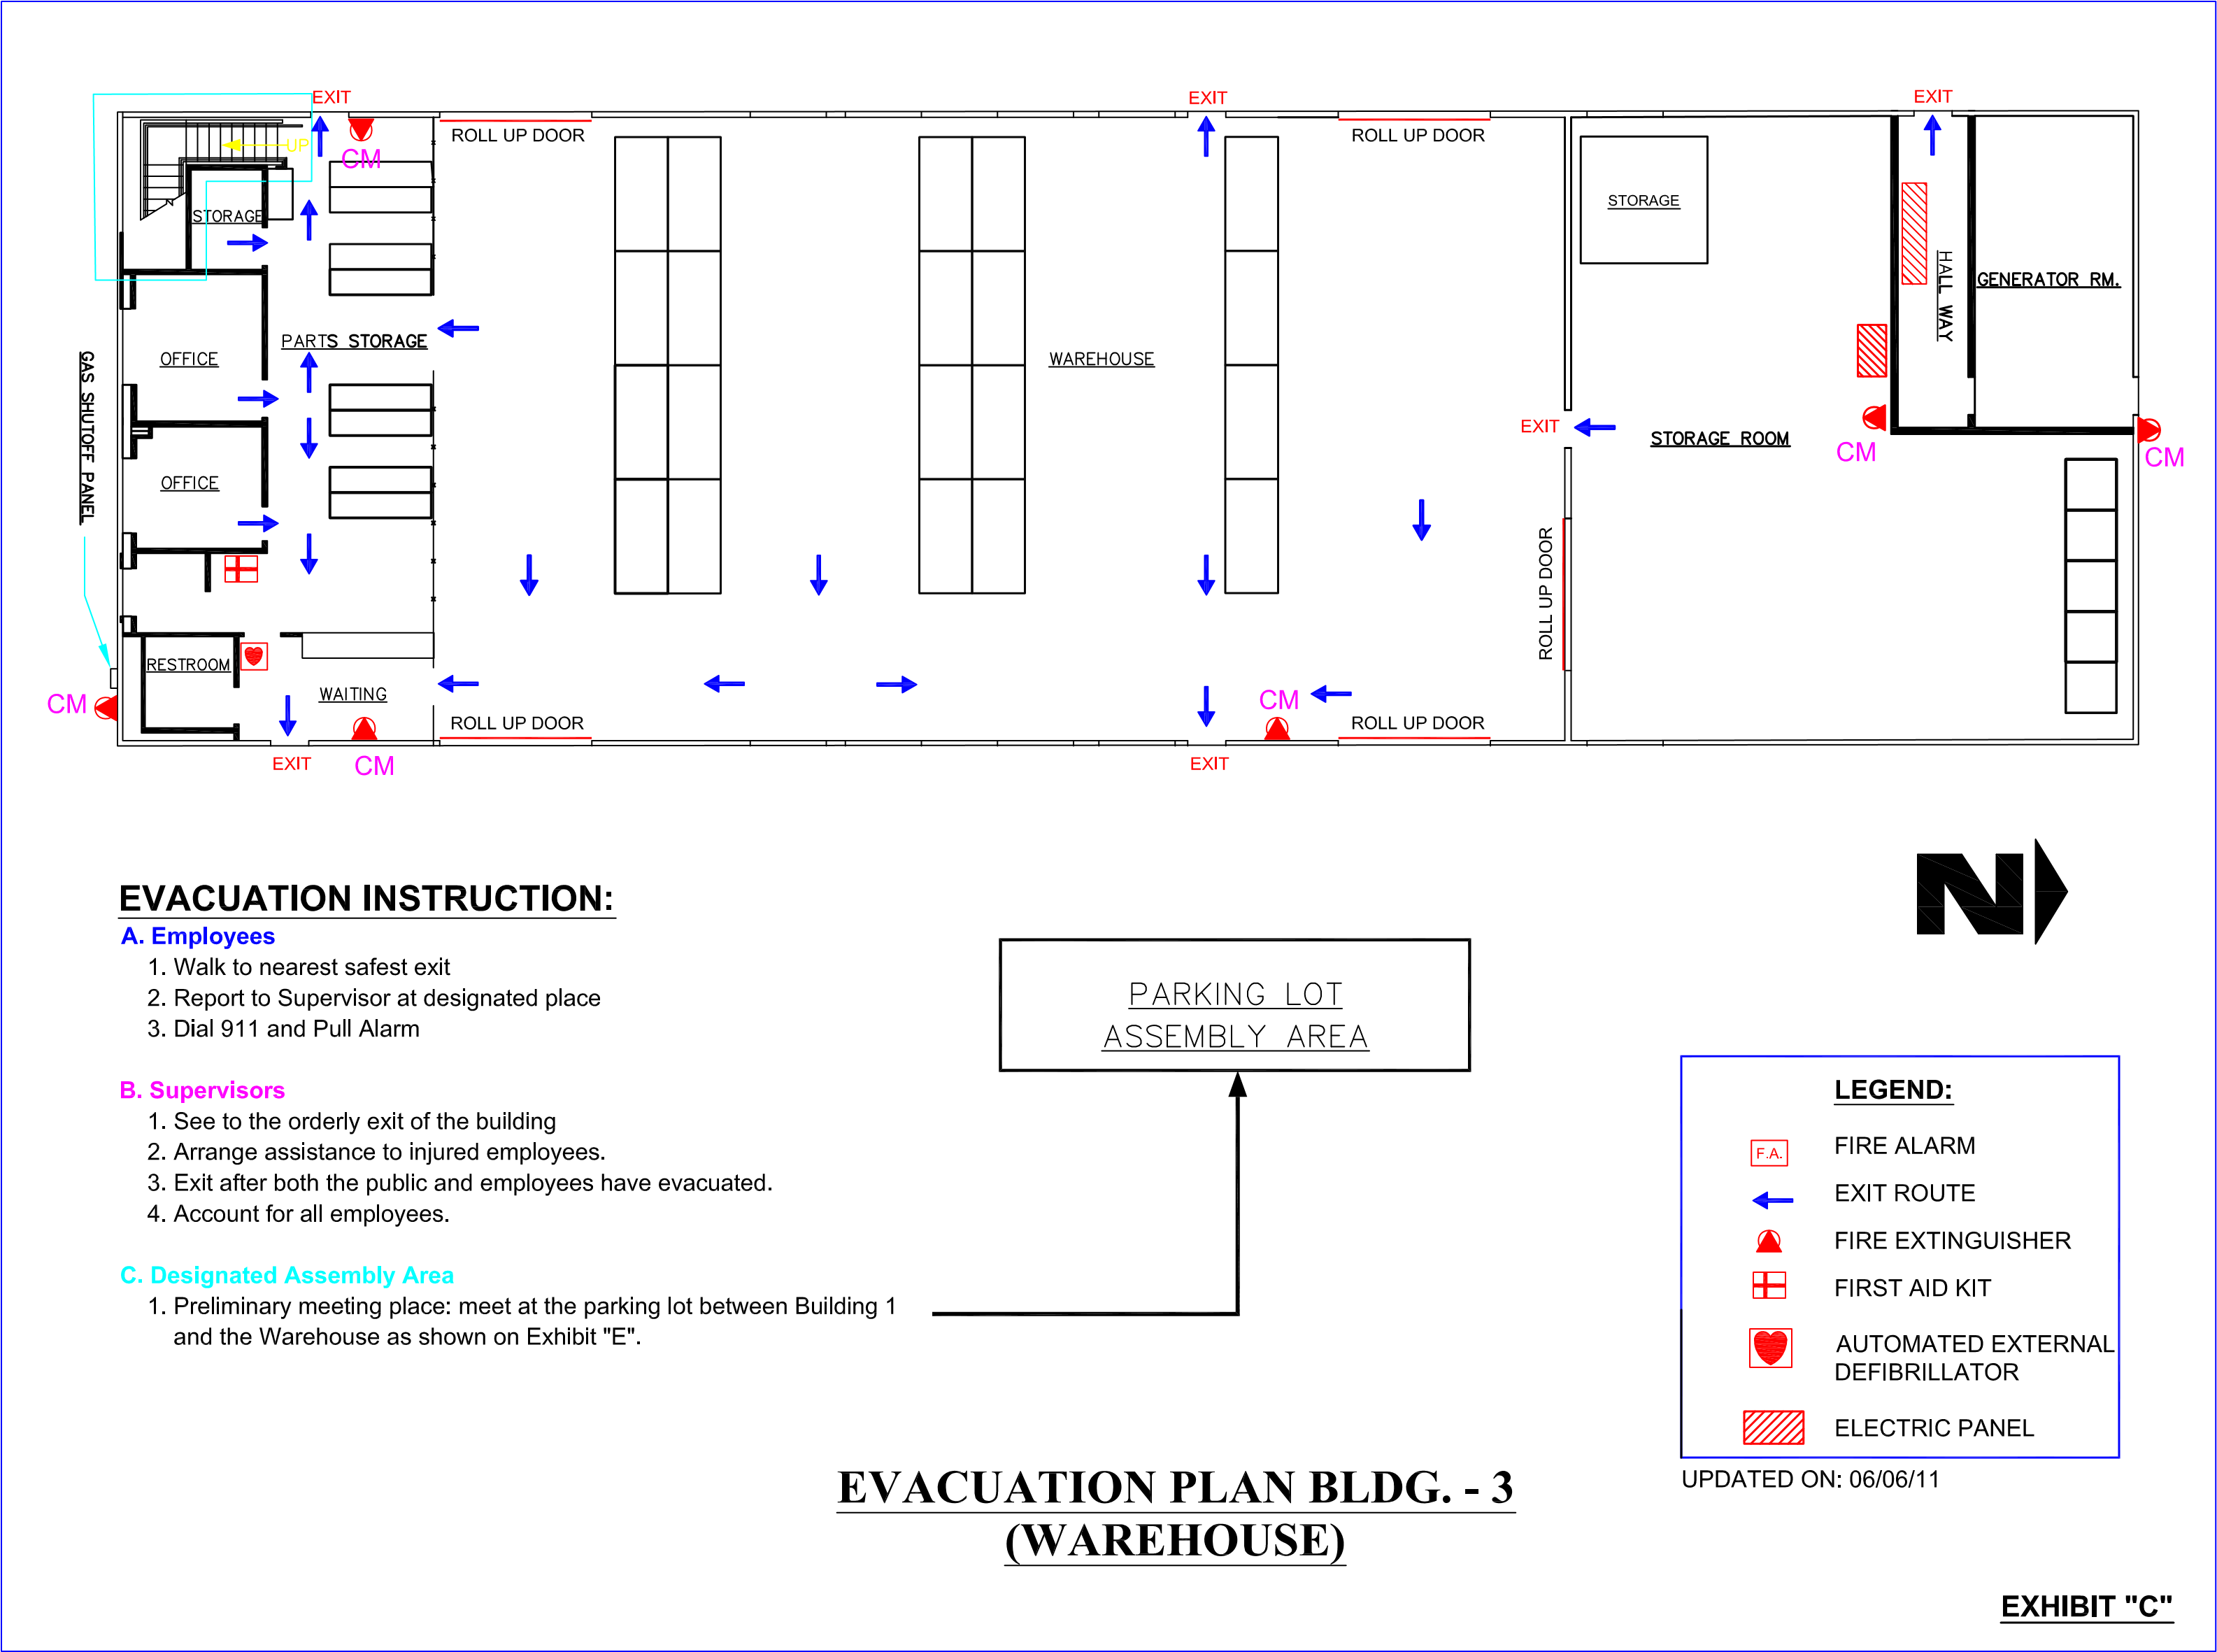 EXIT
EXIT
EXIT
ROLL UP DOOR
ROLL UP DOOR
UP
CM
STORAGE
STORAGE
HALL WAY
GENERATOR RM.
PARTS STORAGE
OFFICE
WAREHOUSE
GAS SHUTOFF PANEL
EXIT
STORAGE ROOM
CM
CM
OFFICE
ROLL UP DOOR
RESTROOM
WAITING
CM
CM
ROLL UP DOOR
ROLL UP DOOR
EXIT
CM
EXIT
EVACUATION INSTRUCTION:
A. Employees
1. Walk to nearest safest exit
2. Report to Supervisor at designated place
3. Dial 911 and Pull Alarm
B. Supervisors
1. See to the orderly exit of the building
2. Arrange assistance to injured employees.
3. Exit after both the public and employees have evacuated.
4. Account for all employees.
C. Designated Assembly Area
1. Preliminary meeting place: meet at the parking lot between Building 1
and the Warehouse as shown on Exhibit "E".
PARKING LOT
ASSEMBLY AREA
N
LEGEND:
F.A.
FIRE ALARM
EXIT ROUTE
FIRE EXTINGUISHER
FIRST AID KIT
AUTOMATED EXTERNAL
DEFIBRILLATOR
ELECTRIC PANEL
UPDATED ON: 06/06/11
EVACUATION PLAN BLDG. - 3
(WAREHOUSE)
EXHIBIT "C"